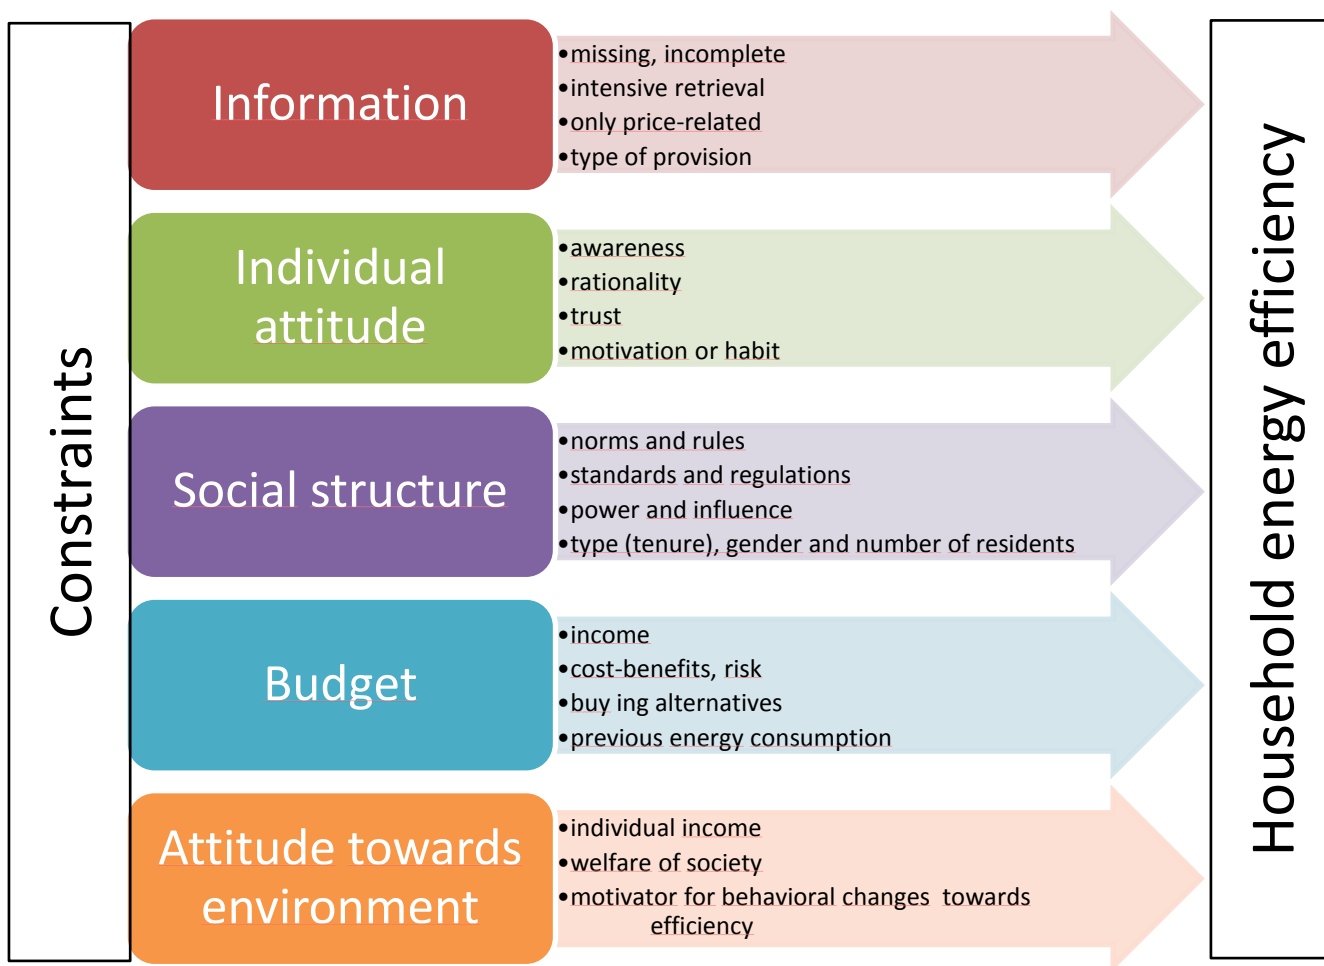 Constraints
Information
•missing, incomplete
•intensive retrieval
•only price-related
•type of provision
Individual
attitude
•awareness
•rationality
•trust
•motivation or habit
Social structure
•norms and rules
•standards and regulations
•power and influence
•type (tenure), gender and number of residents
Budget
•income
•cost-benefits, risk
•buy ing alternatives
•previous energy consumption
Attitude towards
environment
•individual income
•welfare of society
•motivator for behavioral changes  towards
efficiency
Household energy efficiency